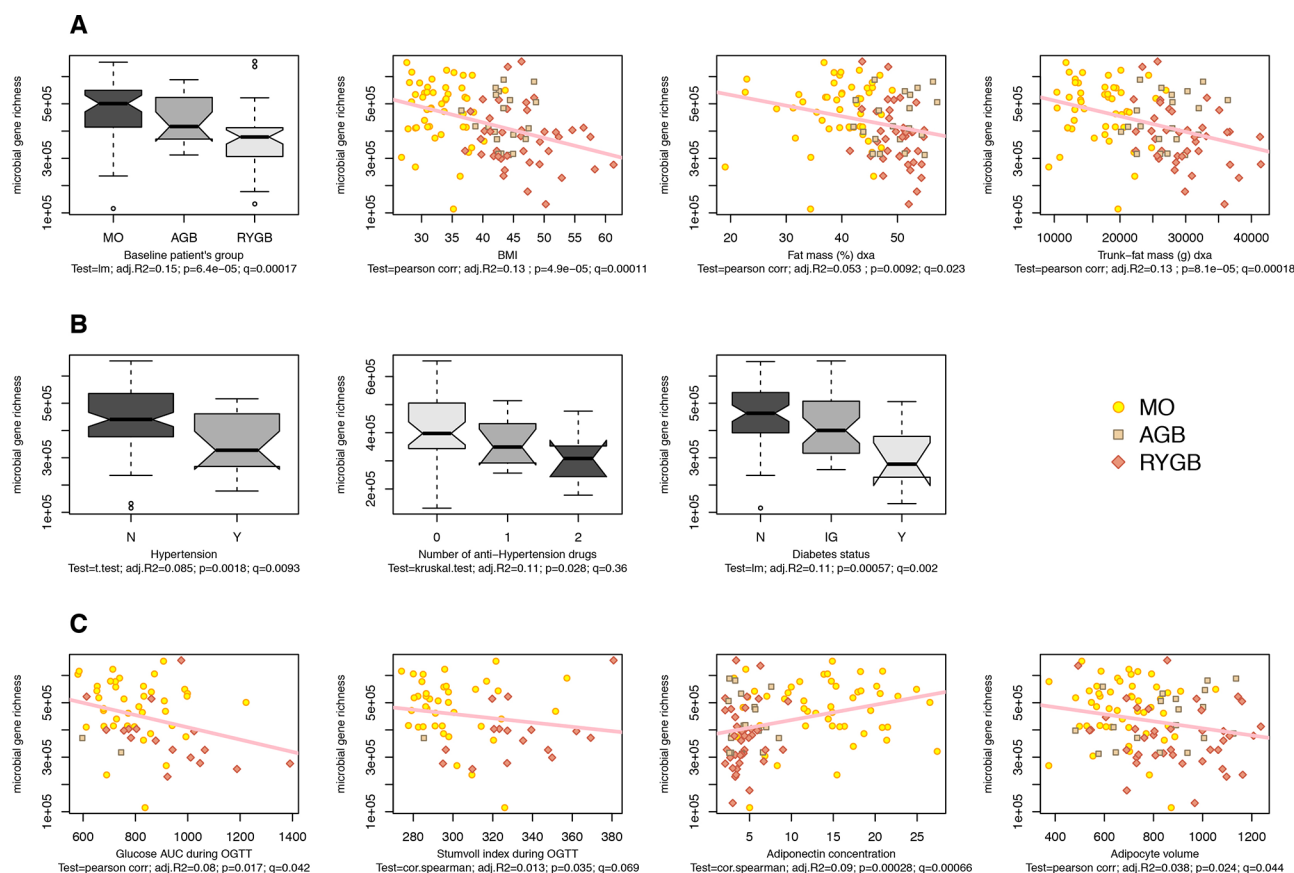 A
microbial gene richness
1e+05 3e+05 5e+05
MO AGB RYGB
Baseline patient's group
Test=lm; adj.R2=0.15; p=6.4e−05; q=0.00017
microbial gene richness
1e+05 3e+05 5e+05
30 35 40 45 50 55 60
BMI
Test=pearson corr; adj.R2=0.13 ; p=4.9e−05; q=0.00011
microbial gene richness
1e+05 3e+05 5e+05
20 30 40 50
Fat mass (%) dxa
Test=pearson corr; adj.R2=0.053 ; p=0.0092; q=0.023
microbial gene richness
1e+05 3e+05 5e+05
10000 20000 30000 40000
Trunk−fat mass (g) dxa
Test=pearson corr; adj.R2=0.13 ; p=8.1e−05; q=0.00018
B
microbial gene richness
1e+05 3e+05 5e+05
N Y
Hypertension
Test=t.test; adj.R2=0.085; p=0.0018; q=0.0093
microbial gene richness
2e+05 4e+05 6e+05
0 1 2
Number of anti−Hypertension drugs
Test=kruskal.test; adj.R2=0.11; p=0.028; q=0.36
microbial gene richness
1e+05 3e+05 5e+05
N IG Y
Diabetes status
Test=lm; adj.R2=0.11; p=0.00057; q=0.002
MO
AGB
RYGB
C
microbial gene richness
1e+05 3e+05 5e+05
600 800 1000 1200 1400
Glucose AUC during OGTT
Test=pearson corr; adj.R2=0.08; p=0.017; q=0.042
microbial gene richness
1e+05 3e+05 5e+05
280 300 320 340 360 380
Stumvoll index during OGTT
Test=cor.spearman; adj.R2=0.013; p=0.035; q=0.069
microbial gene richness
1e+05 3e+05 5e+05
5 10 15 20 25
Adiponectin concentration
Test=cor.spearman; adj.R2=0.09; p=0.00028; q=0.00066
microbial gene richness
1e+05 3e+05 5e+05
400 600 800 1000 1200
Adipocyte volume
Test=pearson corr; adj.R2=0.038; p=0.024; q=0.044